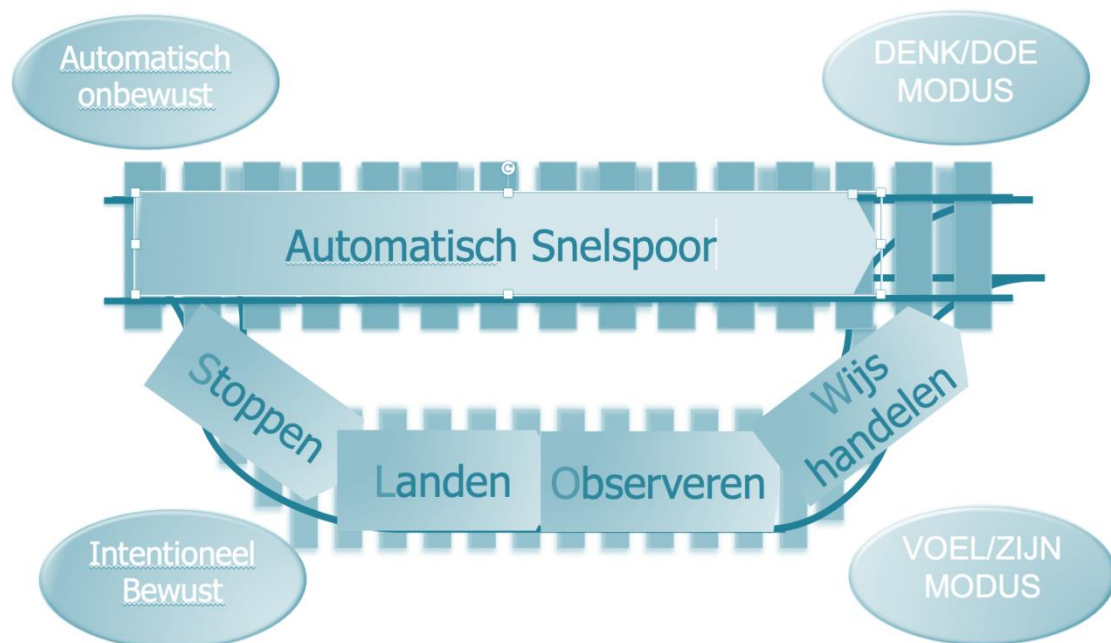 Automatisch
onbewust
DENK/DOE
MODUS
Automatisch Snelspoor
Stoppen
Landen
Observeren
Wijs
handelen
Intentioneel
Bewust
VOEL/ZIJN
MODUS